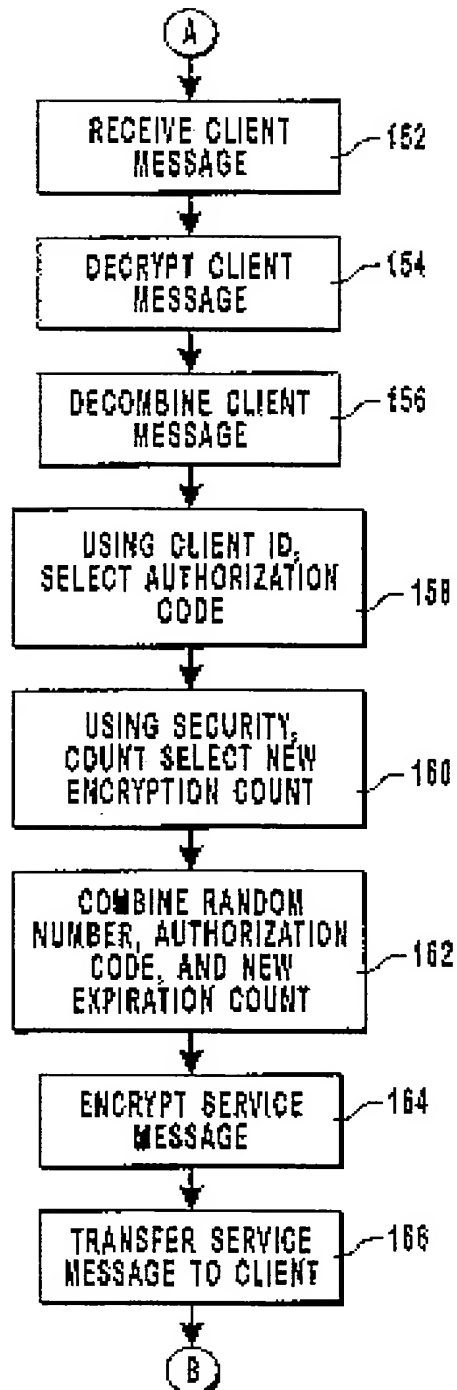 A
RECEIVE CLIENT
MESSAGE
152
DECRYPT CLIENT
MESSAGE
154
DECOMBINE CLIENT
MESSAGE
156
USING CLIENT ID,
SELECT AUTHORIZATION
CODE
158
USING SECURITY,
COUNT SELECT NEW
ENCRYPTION COUNT
160
COMBINE RANDOM
NUMBER, AUTHORIZATION
CODE, AND NEW
EXPIRATION COUNT
162
ENCRYPT SERVICE
MESSAGE
164
TRANSFER SERVICE
MESSAGE TO CLIENT
166
B